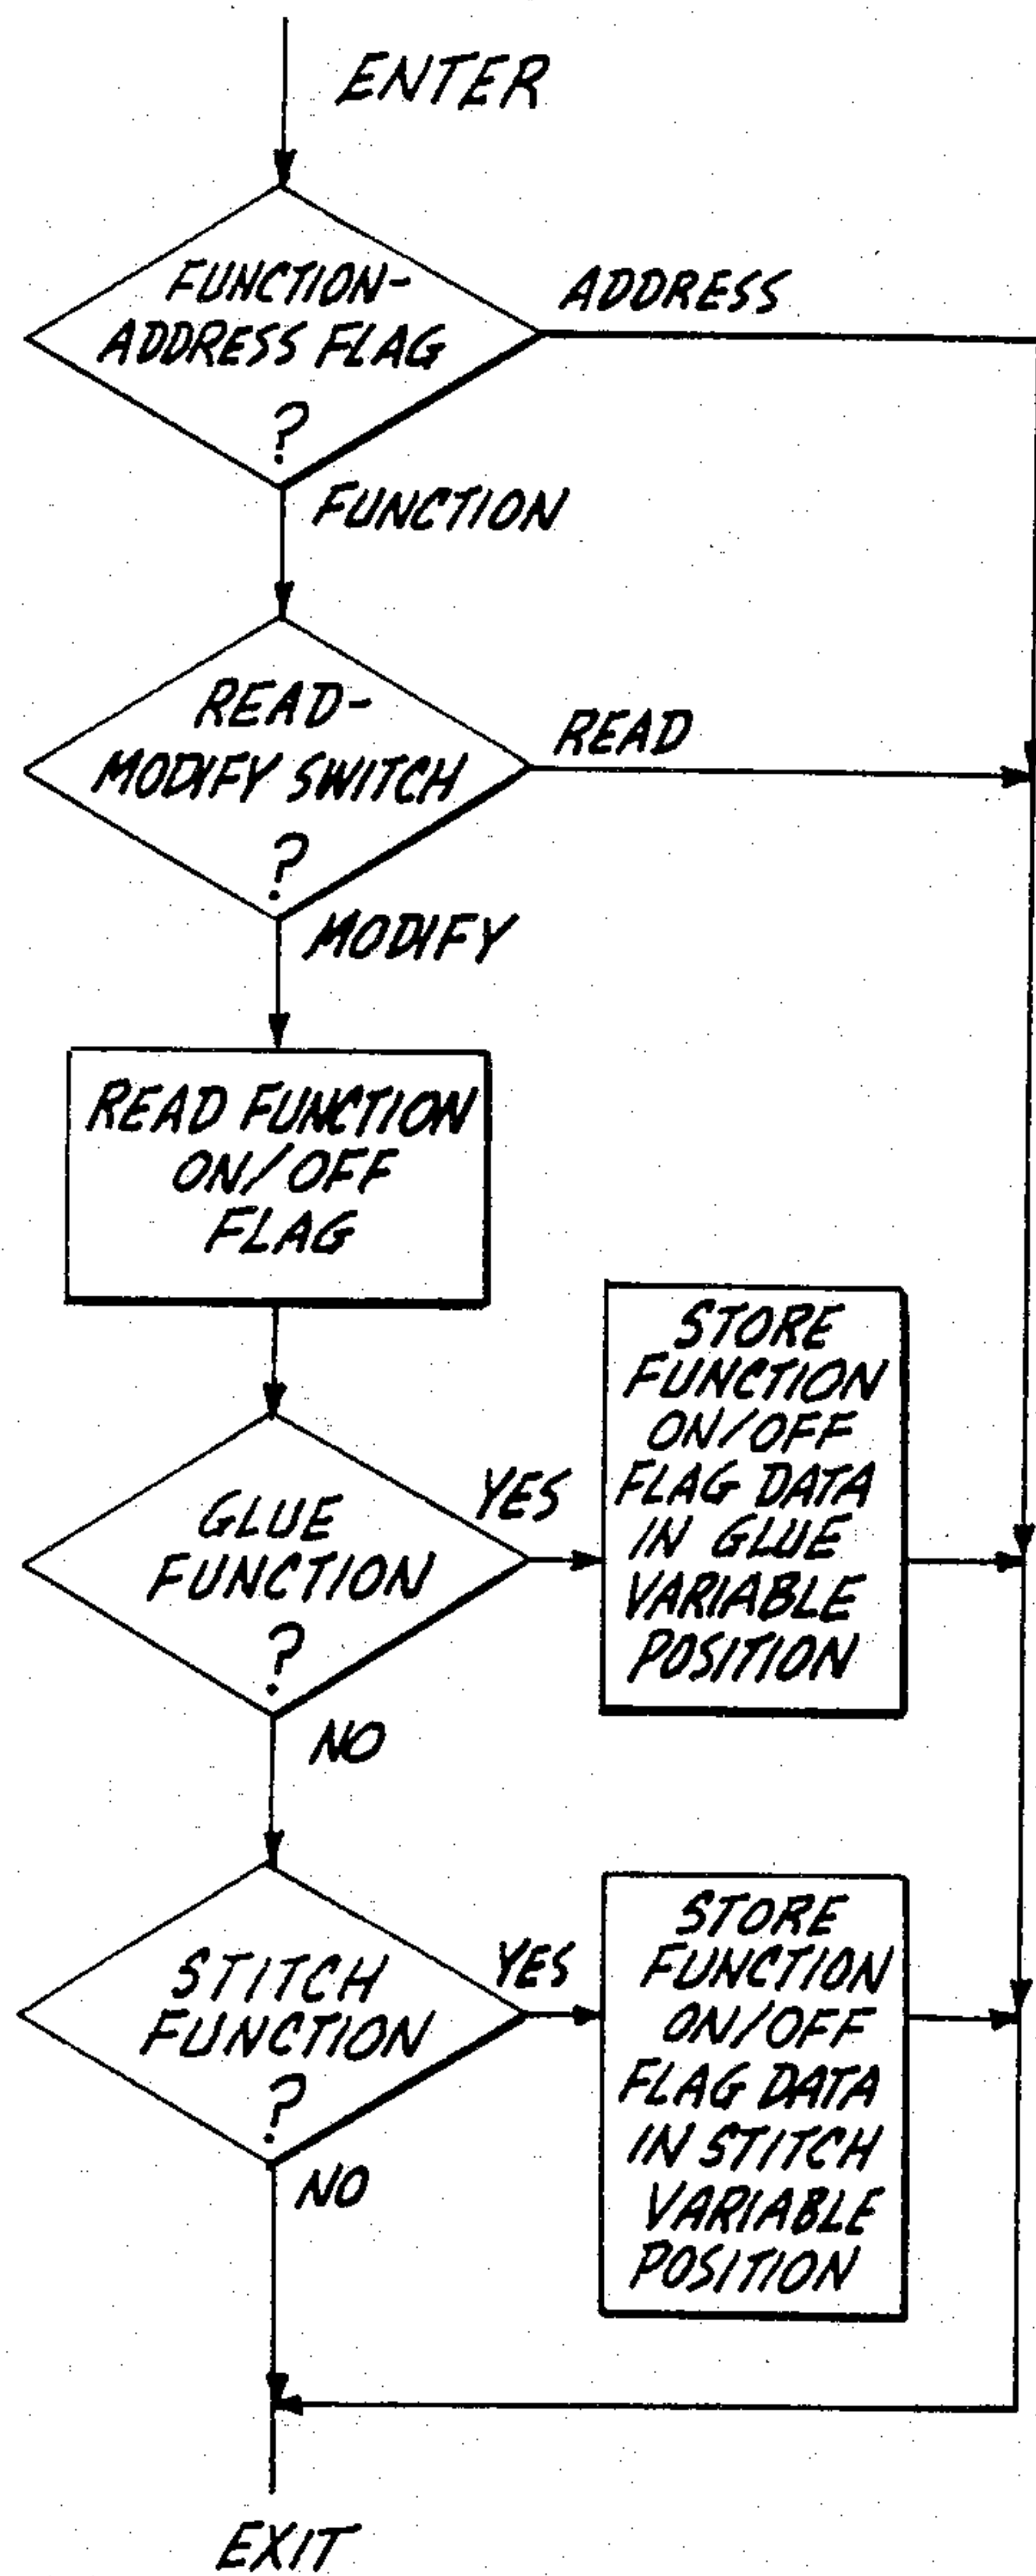 ENTER
FUNCTION-
ADDRESS FLAG
?
ADDRESS
FUNCTION
READ-
MODIFY SWITCH
?
READ
MODIFY
READ FUNCTION
ON/OFF
FLAG
GLUE
FUNCTION
?
YES
STORE
FUNCTION
ON/OFF
FLAG DATA
IN GLUE
VARIABLE
POSITION
NO
STITCH
FUNCTION
?
YES
STORE
FUNCTION
ON/OFF
FLAG DATA
IN STITCH
VARIABLE
POSITION
NO
EXIT